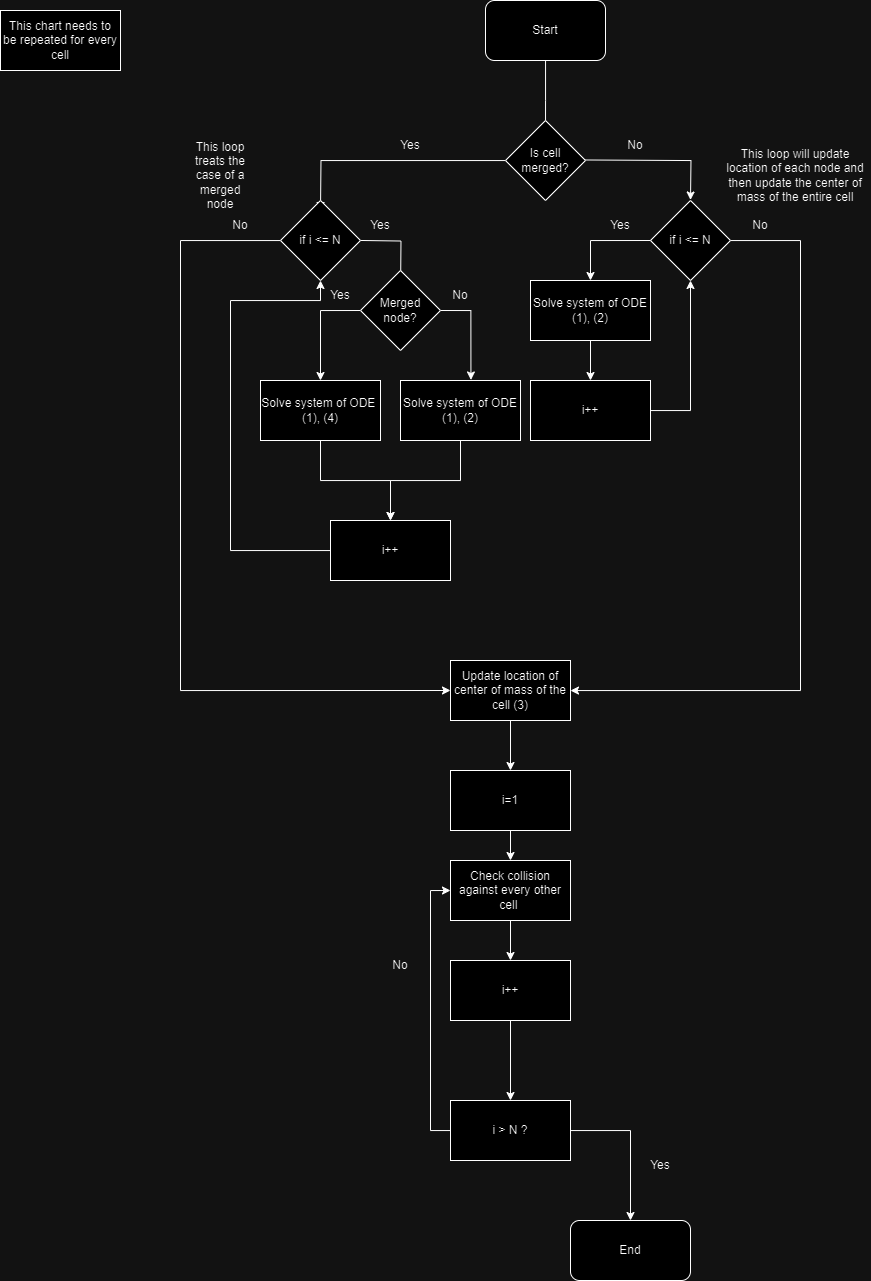 This chart needs to
be repeated for every
cell
Start
Is cell
merged?
Yes
No
This loop
treats the
case of a
merged
node
This loop will update
location of each node and
then update the center of
mass of the entire cell
No
if i <= N
Yes
Yes
if i <= N
No
Yes
Merged
node?
No
Solve system of ODE
(1), (2)
Solve system of ODE
(1), (4)
Solve system of ODE
(1), (2)
i++
i++
Update location of
center of mass of the
cell (3)
i=1
Check collision
against every other
cell
No
i++
i > N ?
Yes
End